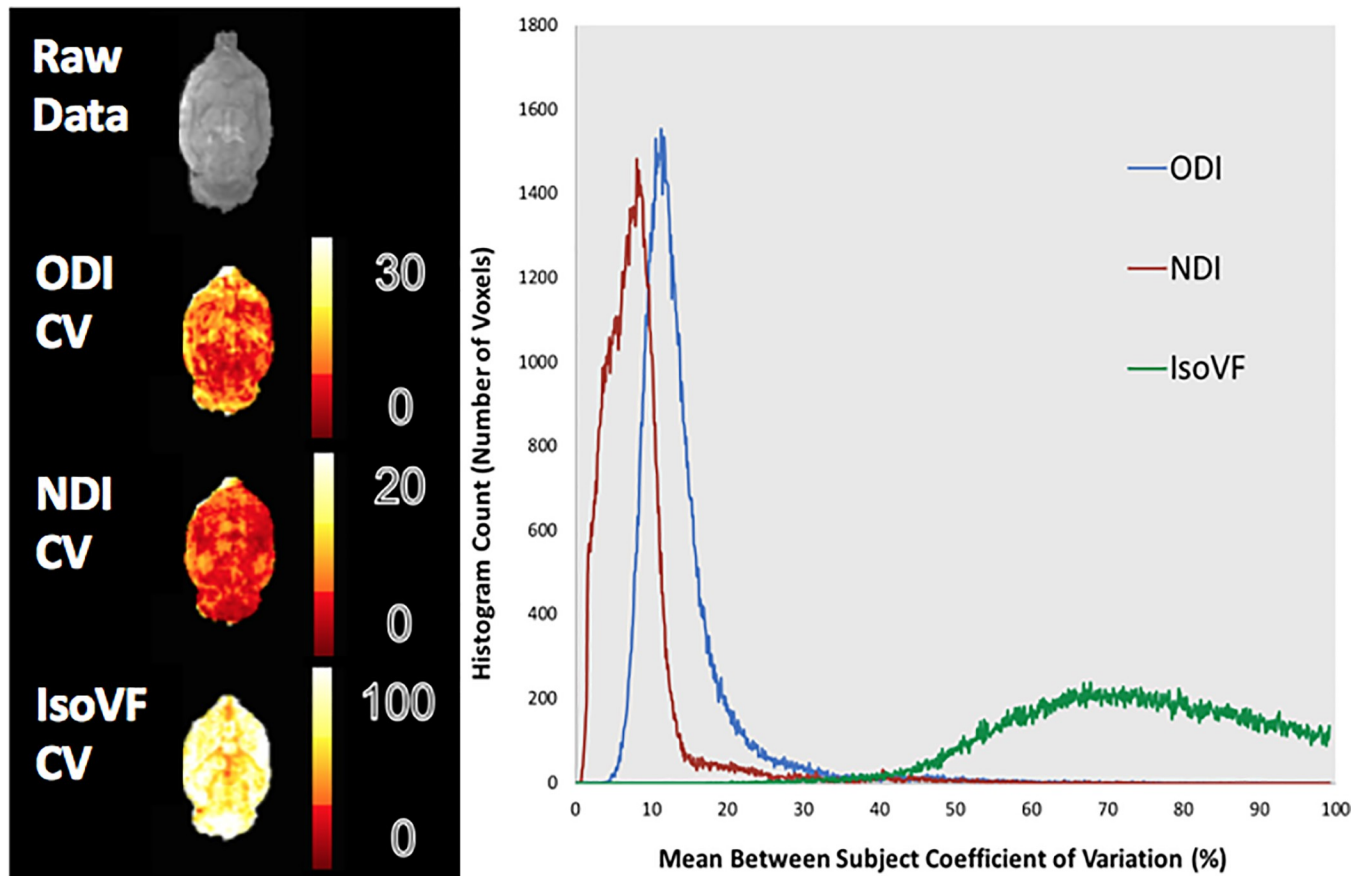 Raw
Data
ODI
CV
30
0
NDI
CV
20
0
IsoVF
CV
100
0
Histogram Count (Number of Voxels)
1800
1600
1400
1200
1000
800
600
400
200
0
0 10 20 30 40 50 60 70 80 90 100
Mean Between Subject Coefficient of Variation (%)
ODI
NDI
IsoVF